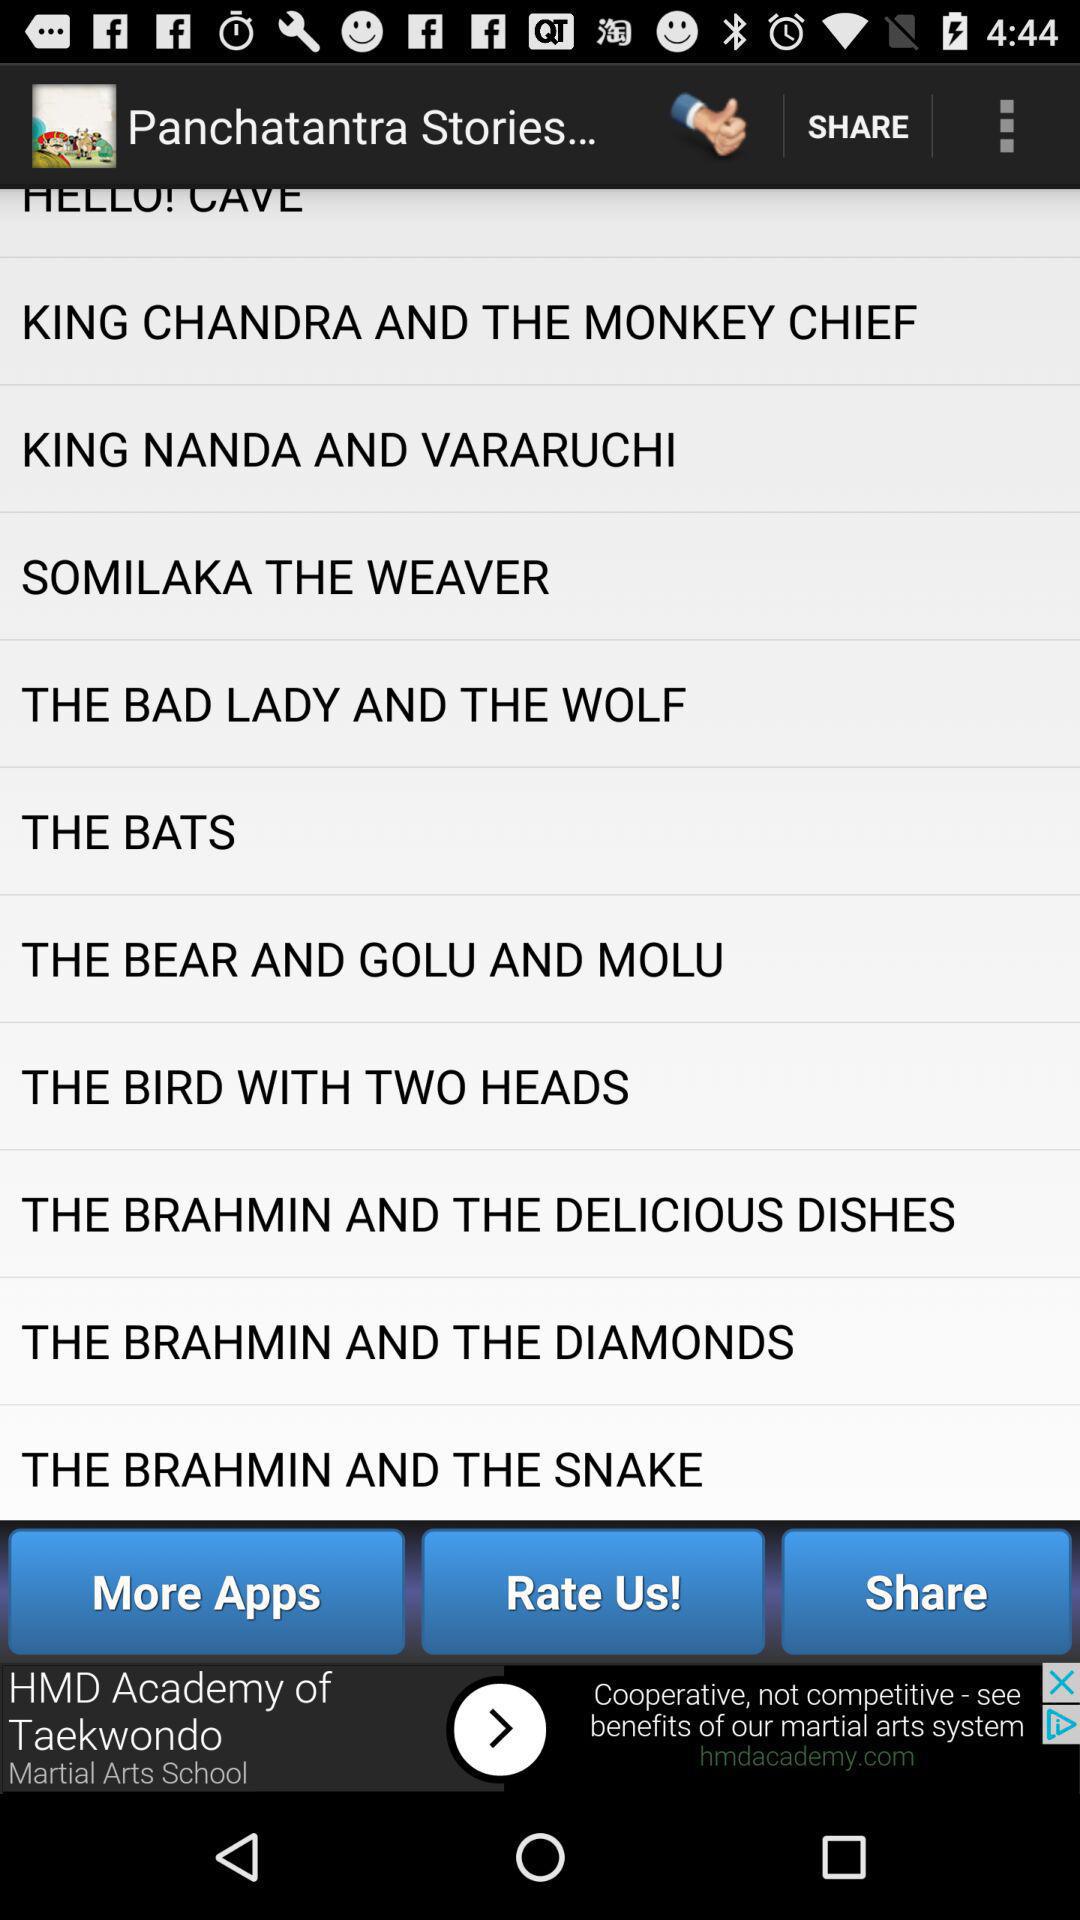 QT 淘 4:44
Panchatantra Stories...
SHARE
HELLO! CAVE
KING CHANDRA AND THE MONKEY CHIEF
KING NANDA AND VARARUCHI
SOMILAKA THE WEAVER
THE BAD LADY AND THE WOLF
THE BATS
THE BEAR AND GOLU AND MOLU
THE BIRD WITH TWO HEADS
THE BRAHMIN AND THE DELICIOUS DISHES
THE BRAHMIN AND THE DIAMONDS
THE BRAHMIN AND THE SNAKE
More Apps
Rate Us!
Share
HMD Academy of
Taekwondo
Martial Arts School
Cooperative, not competitive - see
benefits of our martial arts system
hmdacademy.com